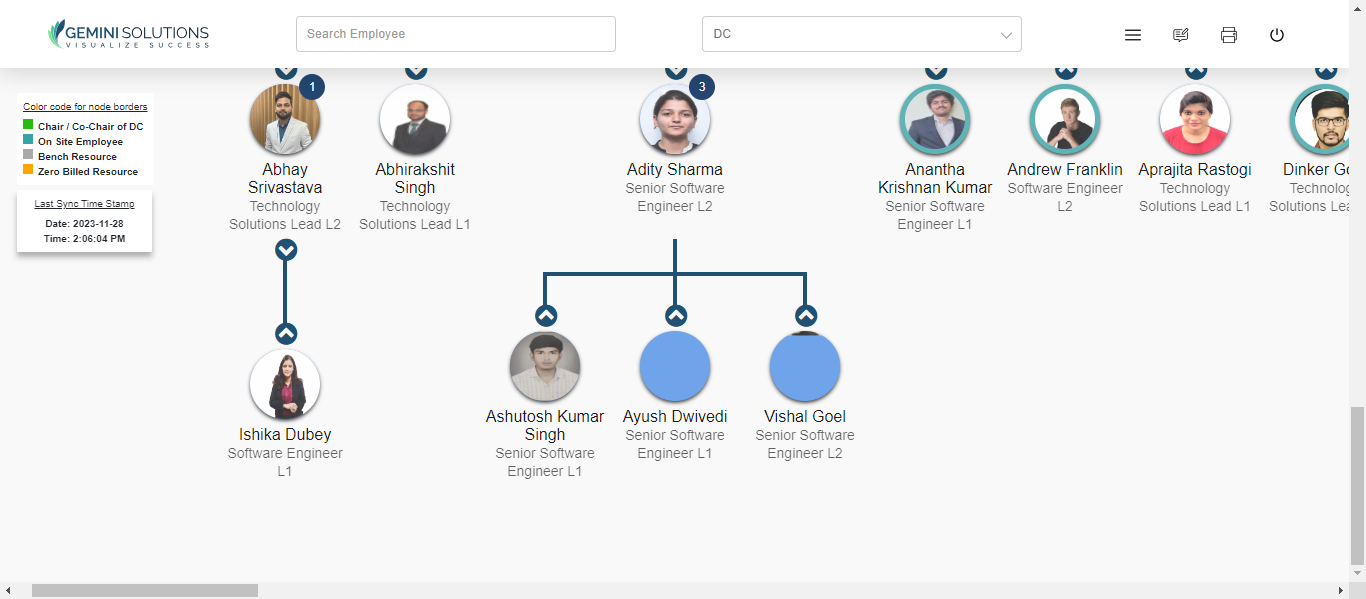 GEMINI SOLUTIONS
VISUALIZE SUCCESS
Search Employee
DC
Color code for node borders
Chair / Co-Chair of DC
On Site Employee
Bench Resource
Zero Billed Resource
Last Sync Time Stamp
Date: 2023-11-28
Time: 2:06:04 PM
1
Abhay
Srivastava
Technology
Solutions Lead L2
Abhirakshit
Singh
Technology
Solutions Lead L1
3
Adity Sharma
Senior Software
Engineer L2
Anantha
Krishnan Kumar
Senior Software
Engineer L1
Andrew Franklin
Software Engineer
L2
Aprajita Rastogi
Technology
Solutions Lead L1
Dinker
Solutions
Ishika Dubey
Software Engineer
L1
Ashutosh Kumar
Singh
Senior Software
Engineer L1
Ayush Dwivedi
Senior Software
Engineer L1
Vishal Goel
Senior Software
Engineer L2